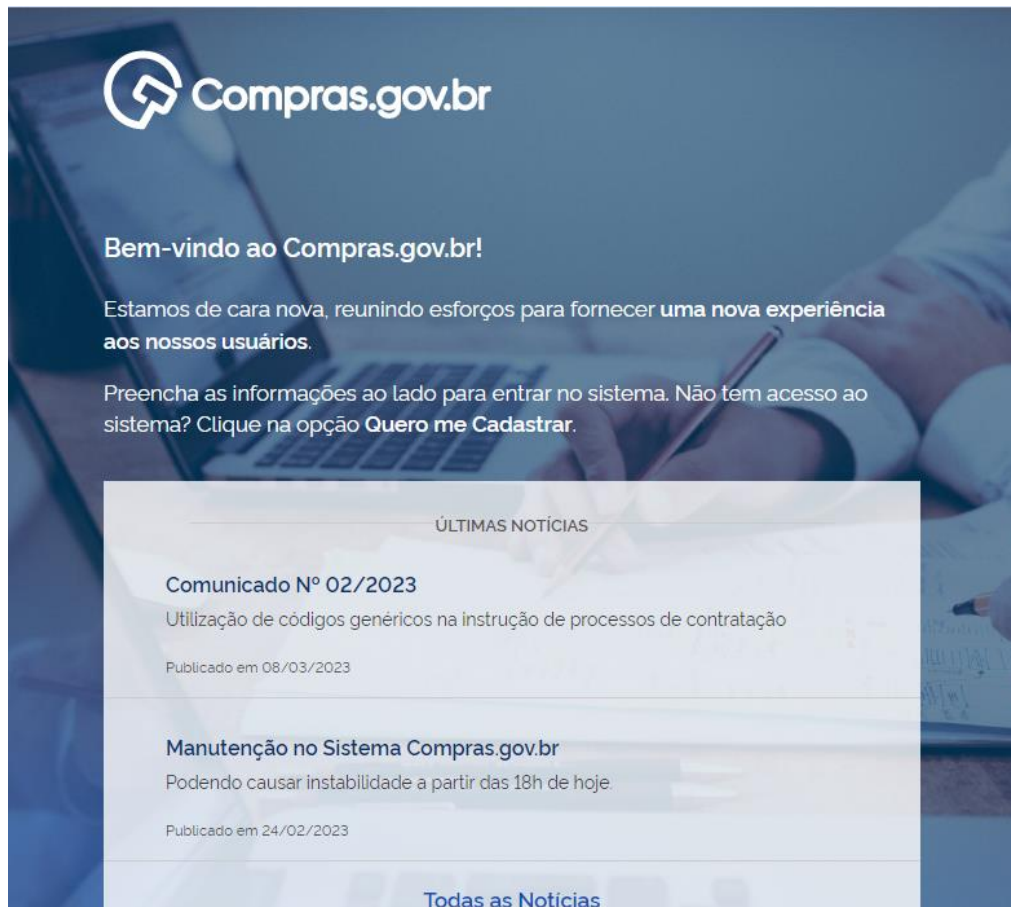 Compras.gov.br
Bem-vindo ao Compras.gov.br!
Estamos de cara nova, reunindo esforços para fornecer uma nova experiência
aos nossos usuários.
Preencha as informações ao lado para entrar no sistema. Não tem acesso ao
sistema? Clique na opção Quero me Cadastrar.
ÚLTIMAS NOTÍCIAS
Comunicado Nº 02/2023
Utilização de códigos genéricos na instrução de processos de contratação
Publicado em 08/03/2023
Manutenção no Sistema Compras.gov.br
Podendo causar instabilidade a partir das 18h de hoje.
Publicado em 24/02/2023
Todas as Notícias